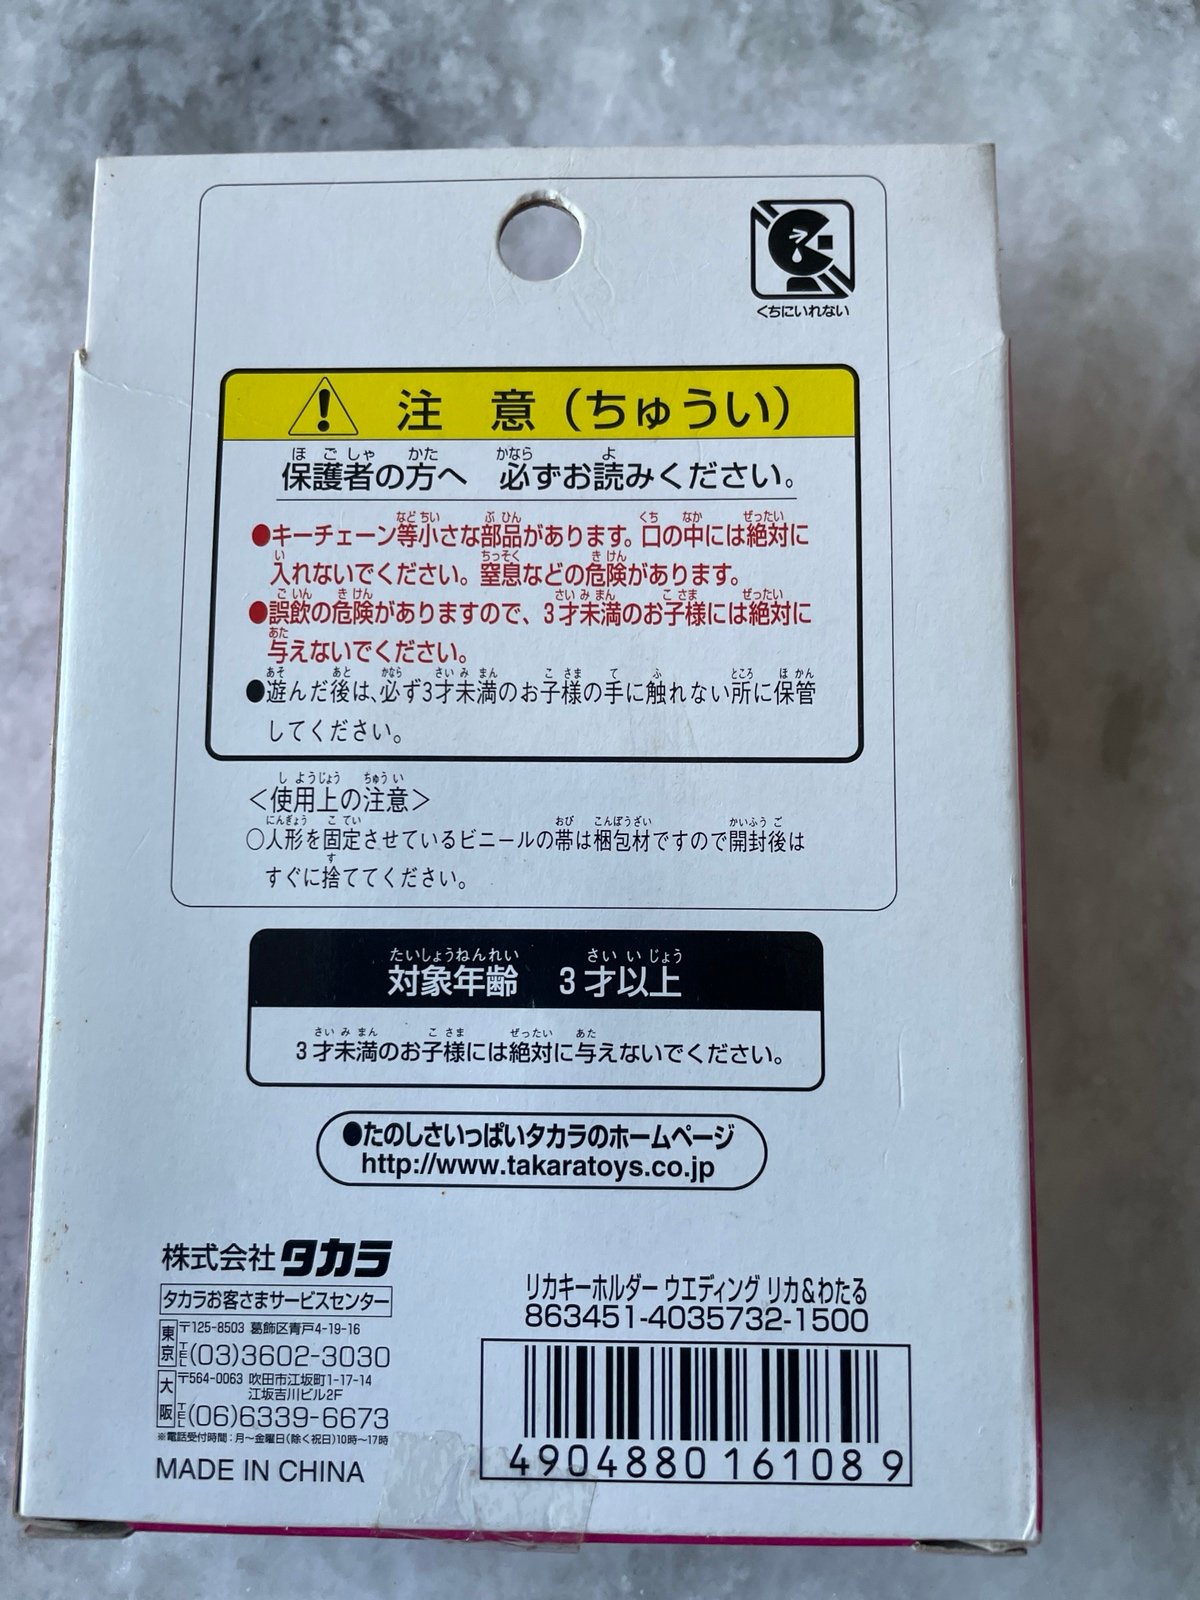 くちにいれない
注意（ちゅうい）
保護者の方へ 必ずお読みください。
●キーチェーン等小さな部品があります。口の中には絶対に
入れないでください。窒息などの危険があります。
●誤飲の危険がありますので、3才未満のお子様には絶対に
与えないでください。
●遊んだ後は、必ず3才未満のお子様の手に触れない所に保管
してください。
＜使用上の注意＞
○人形を固定させているビニールの帯は梱包材ですので開封後は
すぐに捨ててください。
対象年齢 3才以上
3才未満のお子様には絶対に与えないでください。
●たのしさいっぱいタカラのホームページ
http://www.takaratoys.co.jp
株式会社タカラ
タカラお客さまサービスセンター
東京 〒125-8503 葛飾区青戸4-19-16
TEL(03)3602-3030
大阪 〒564-0063 吹田市江坂町1-17-14
江坂吉川ビル2F
TEL(06)6339-6673
※電話受付時間：月〜金曜日(除く祝日)10時〜17時
MADE IN CHINA
リカキーホルダー ウエディング リカ&わたる
863451-4035732-1500
4904880161089